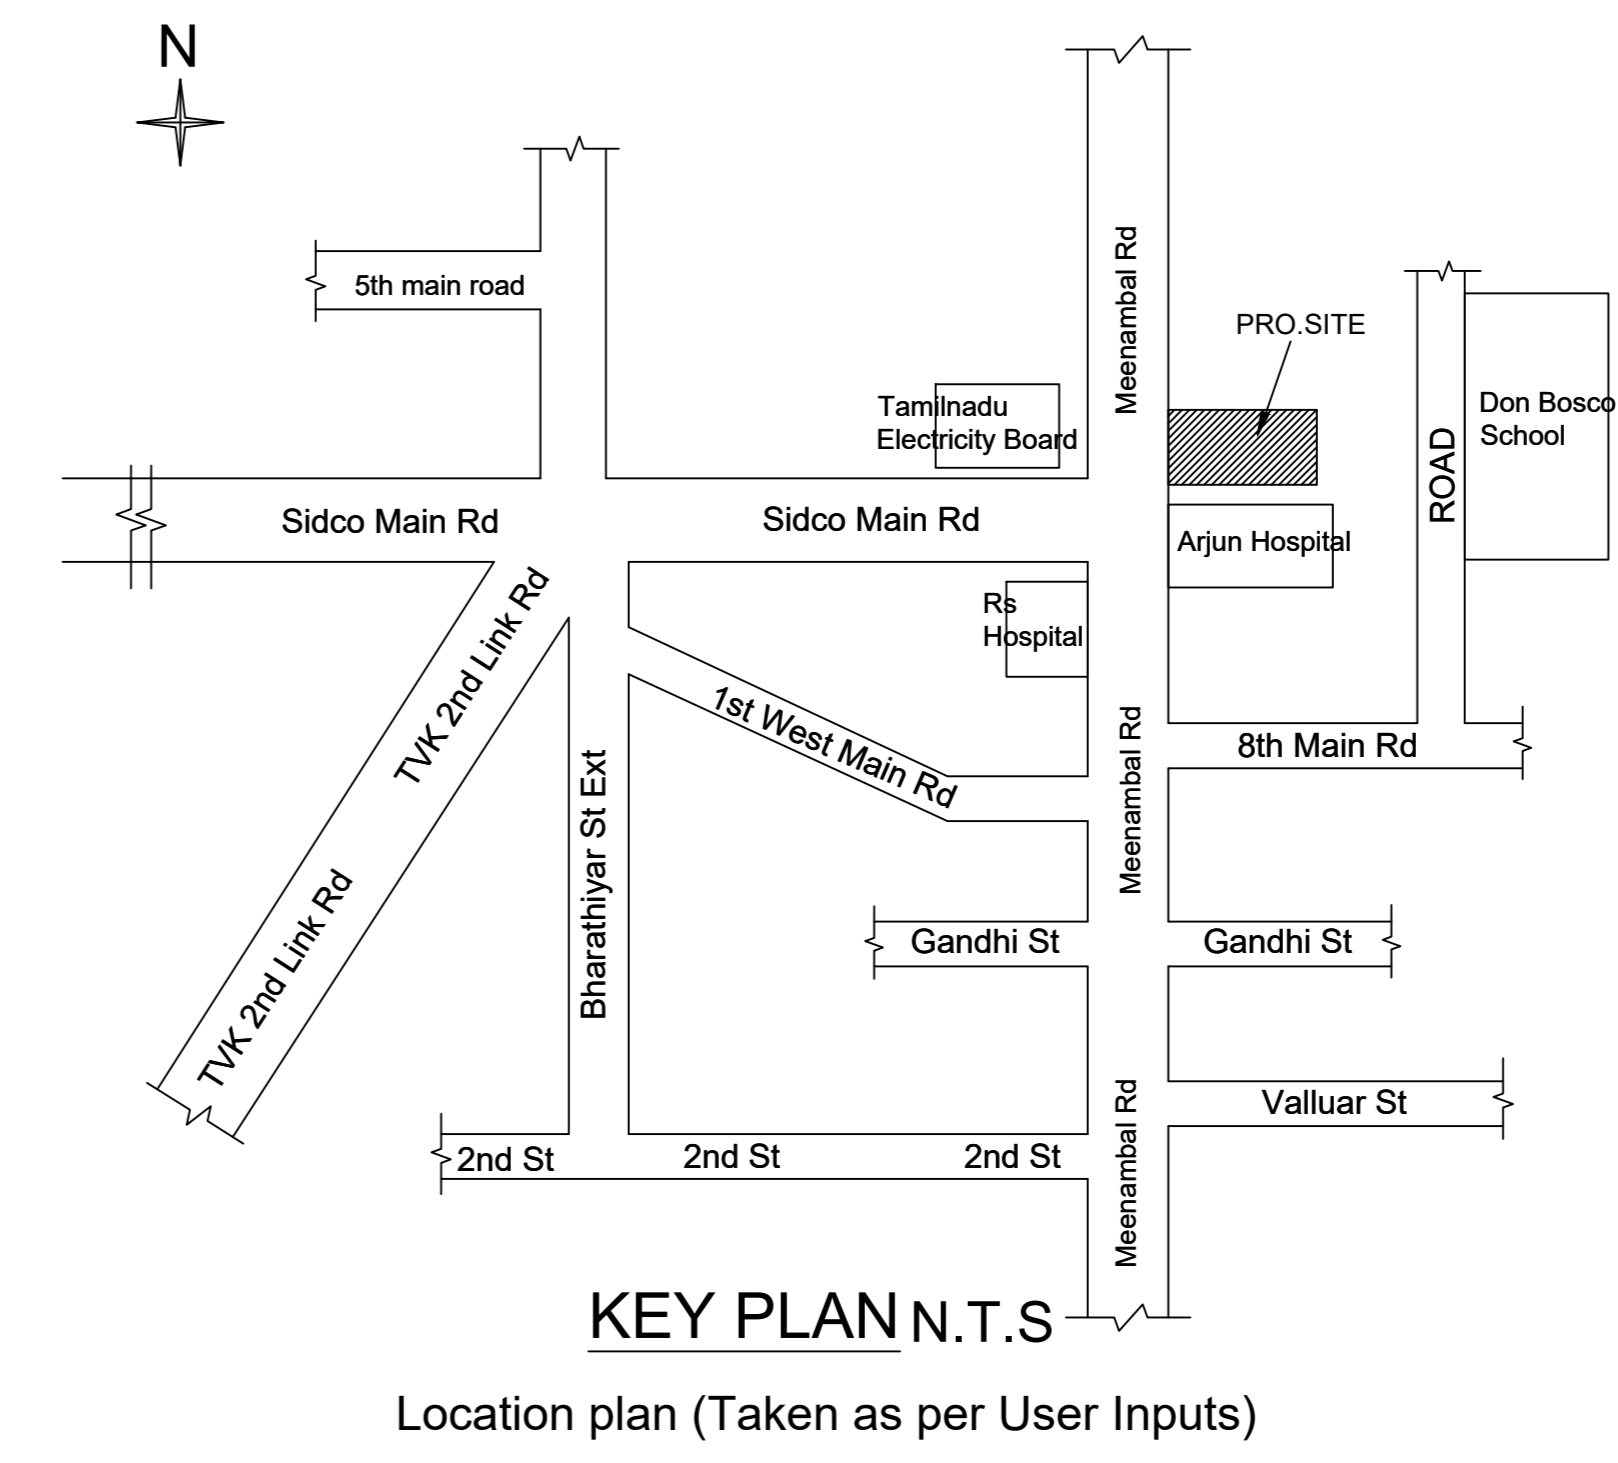 N
Meenambal Rd
5th main road
PRO.SITE
Tamilnadu
Electricity Board
Don Bosco
School
ROAD
Sidco Main Rd
Sidco Main Rd
Arjun Hospital
Rs
Hospital
TVK 2nd Link Rd
1st West Main Rd
Meenambal Rd
8th Main Rd
Bharathiyar St Ext
TVK 2nd Link Rd
Gandhi St
Gandhi St
Meenambal Rd
Valluar St
2nd St
2nd St
2nd St
KEY PLAN N.T.S
Location plan (Taken as per User Inputs)